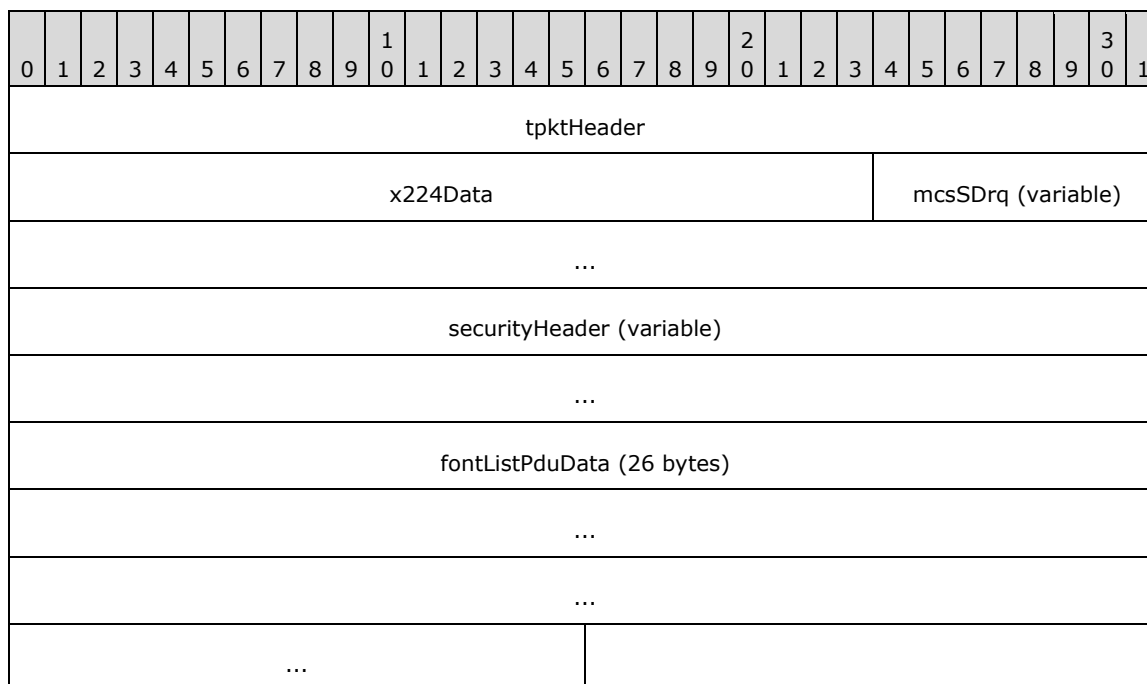 1 2 3
0 1 2 3 4 5 6 7 8 9 0 1 2 3 4 5 6 7 8 9 0 1 2 3 4 5 6 7 8 9 0 1
tpktHeader
x224Data mcsSDrq (variable)
...
securityHeader (variable)
...
fontListPduData (26 bytes)
...
...
...